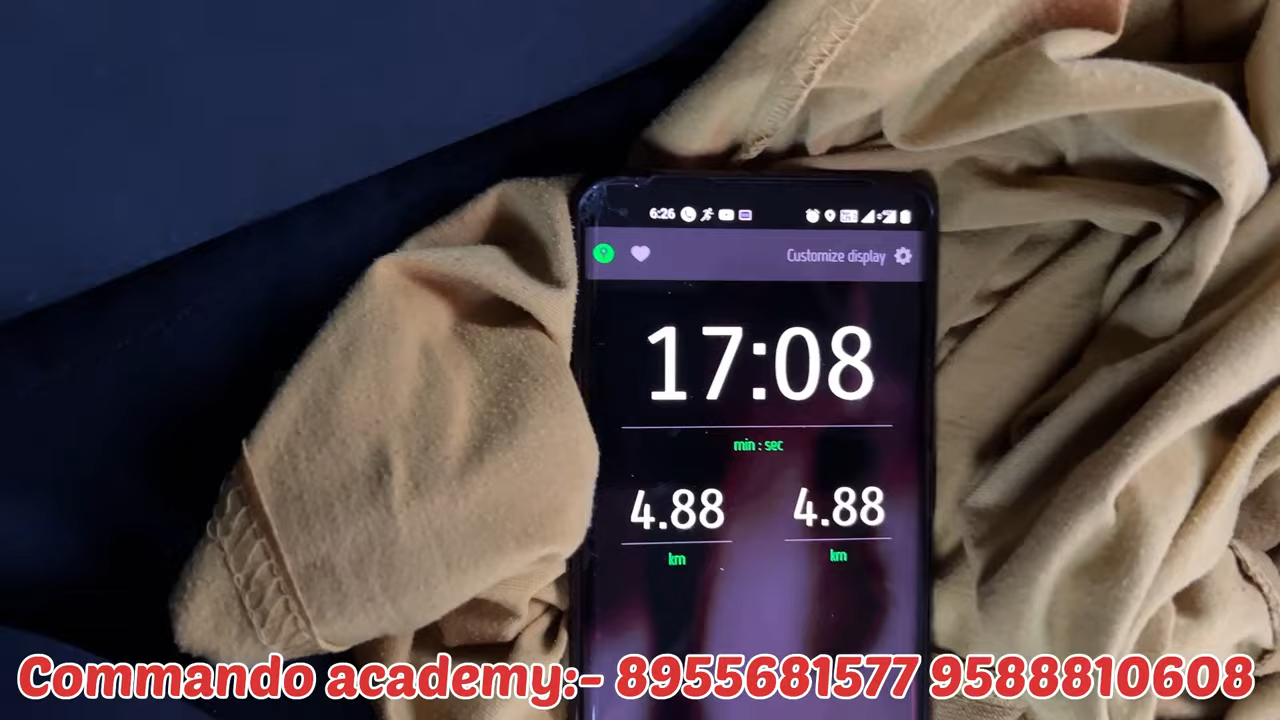 6:26
Customize display
17:08
min : sec
4.88 4.88
km km
Commando academy:- 8955681577 9588810608